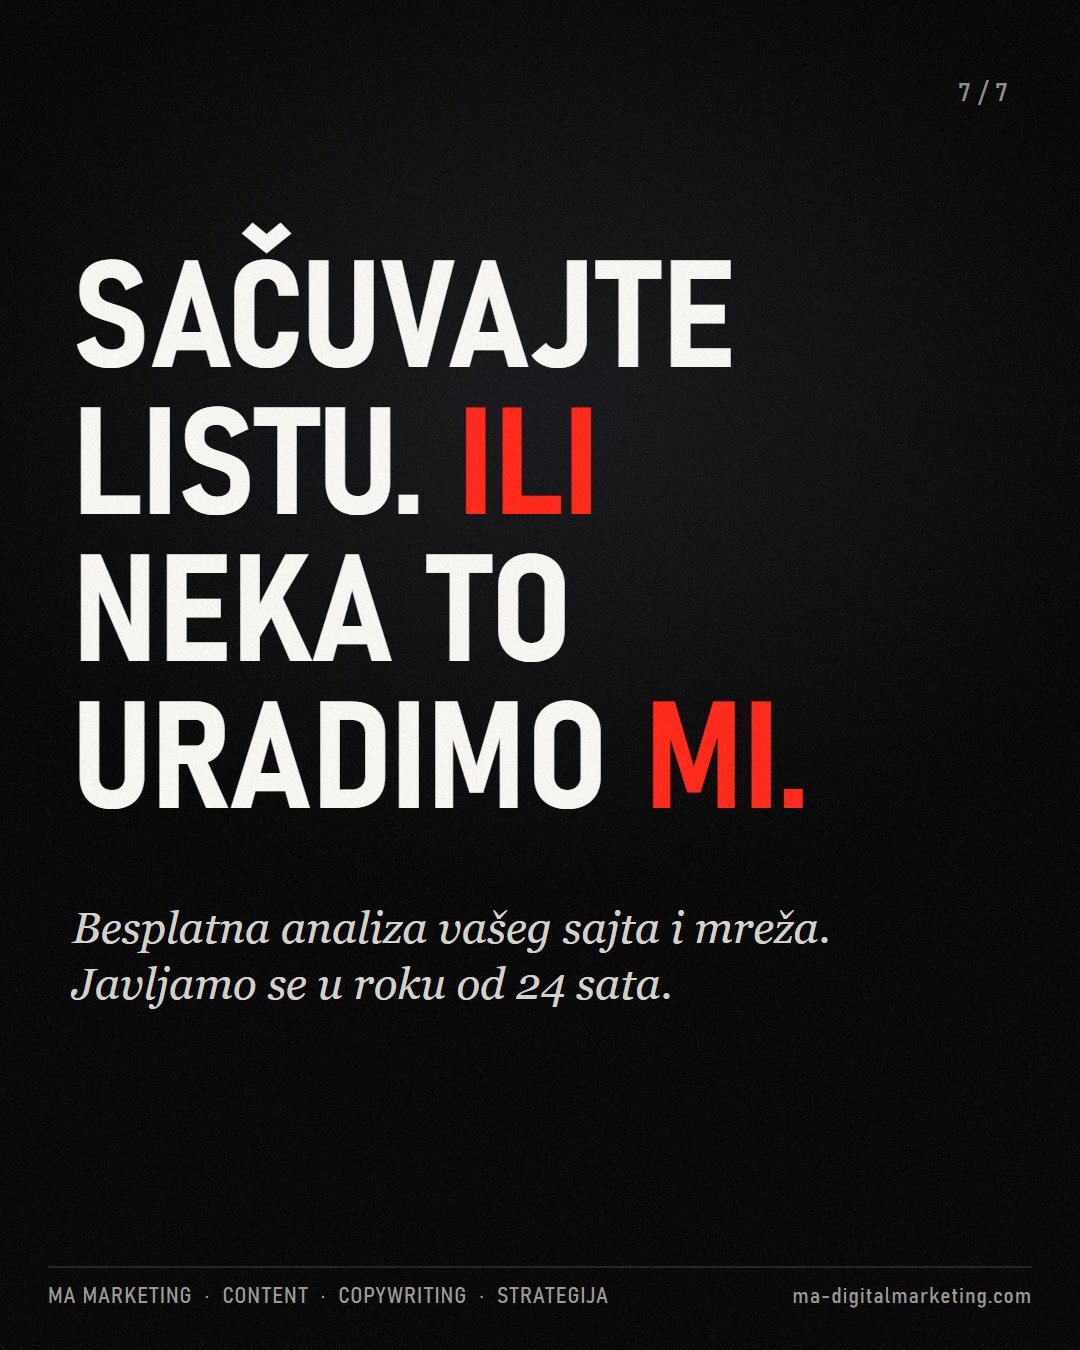 7 / 7
SAČUVAJTE
LISTU. ILI
NEKA TO
URADIMO MI.
Besplatna analiza vašeg sajta i mreža.
Javljamo se u roku od 24 sata.
MA MARKETING · CONTENT · COPYWRITING · STRATEGIJA
ma-digitalmarketing.com